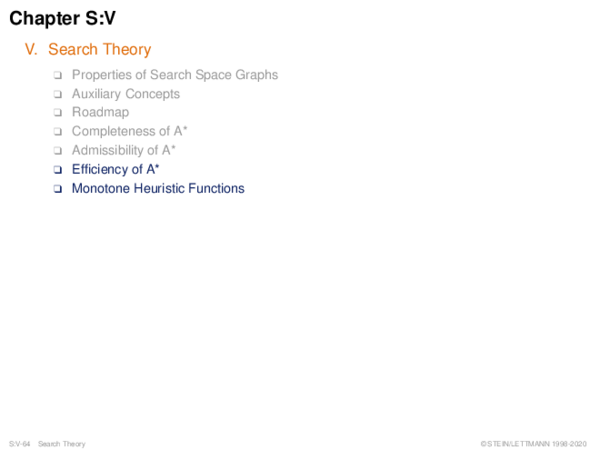 Chapter S:V
V. Search Theory
❑ Properties of Search Space Graphs
❑ Auxiliary Concepts
❑ Roadmap
❑ Completeness of A*
❑ Admissibility of A*
❑ Efficiency of A*
❑ Monotone Heuristic Functions
S:V-64 Search Theory © STEIN/LETTMANN 1998-2020